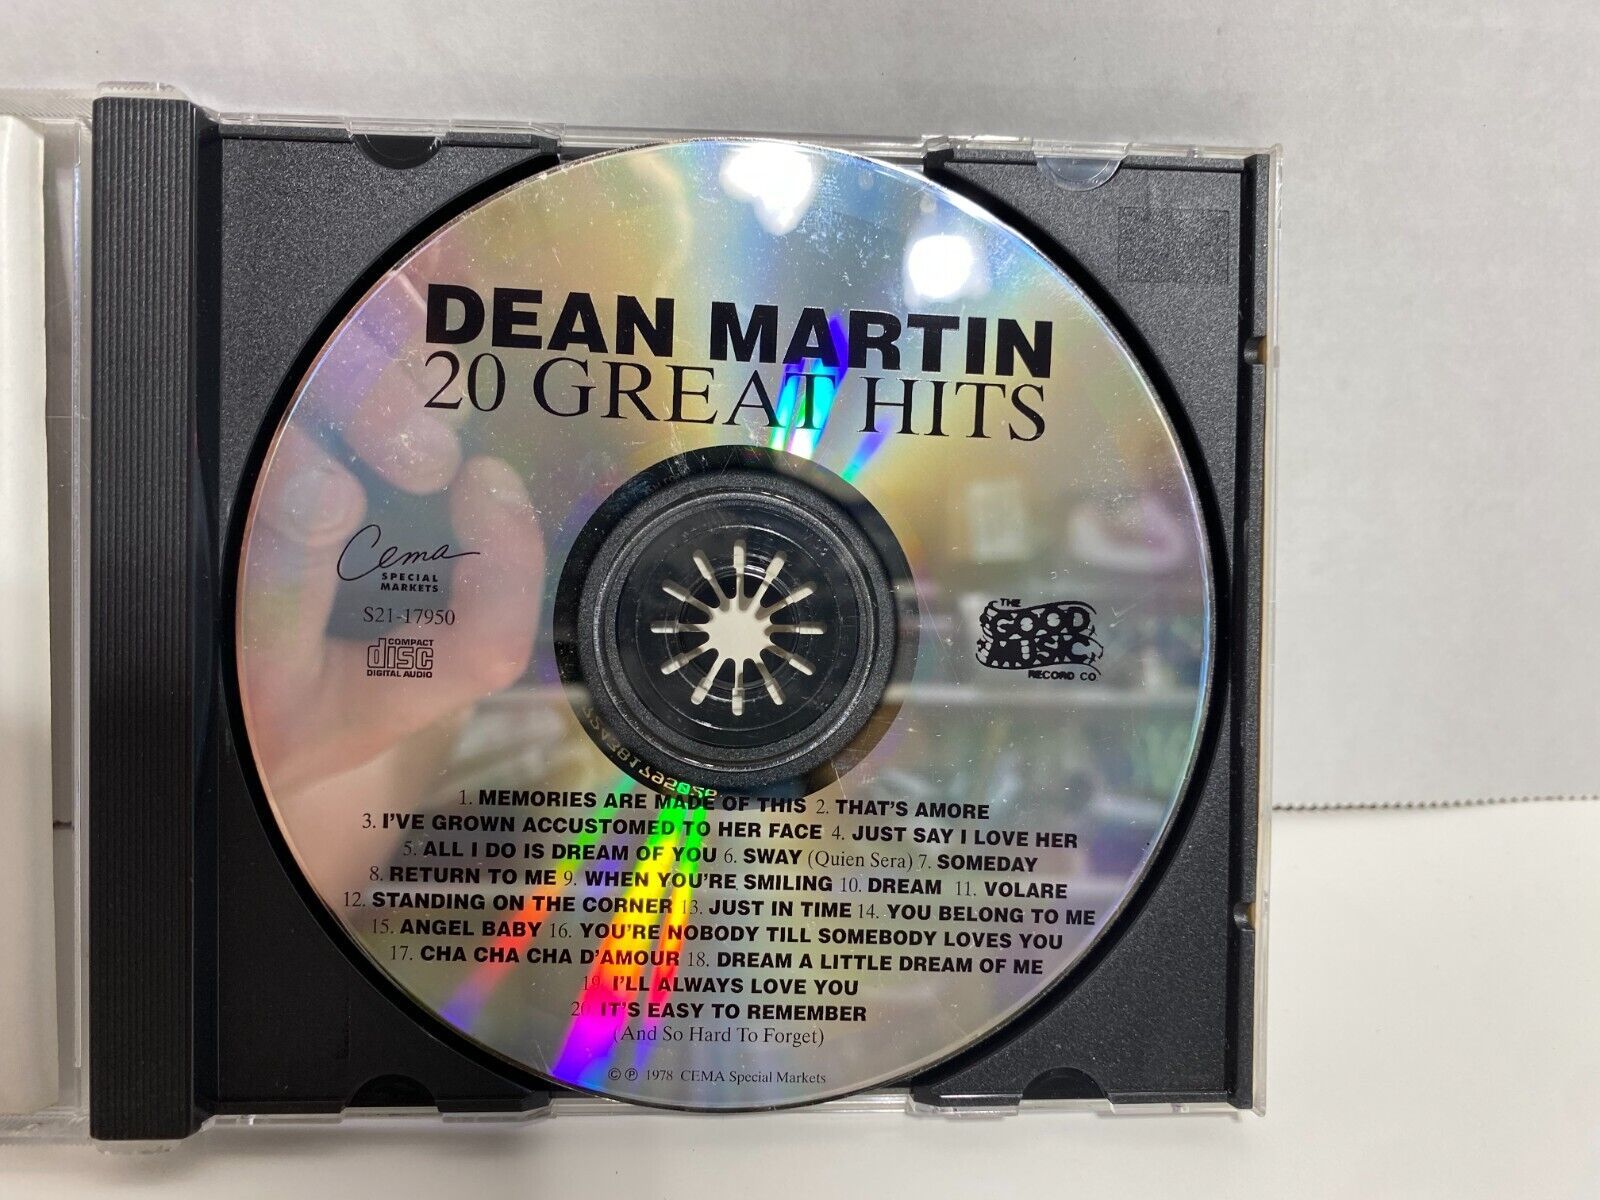 DEAN MARTIN
20 GREAT HITS
Cema
SPECIAL
MARKETS
S21-17950
COMPACT
disc
DIGITAL AUDIO
THE
GOOD
MUSIC
RECORD CO
1. MEMORIES ARE MADE OF THIS 2. THAT'S AMORE
3. I'VE GROWN ACCUSTOMED TO HER FACE 4. JUST SAY I LOVE HER
5. ALL I DO IS DREAM OF YOU 6. SWAY (Quien Sera) 7. SOMEDAY
8. RETURN TO ME 9. WHEN YOU'RE SMILING 10. DREAM 11. VOLARE
12. STANDING ON THE CORNER 13. JUST IN TIME 14. YOU BELONG TO ME
15. ANGEL BABY 16. YOU'RE NOBODY TILL SOMEBODY LOVES YOU
17. CHA CHA CHA D'AMOUR 18. DREAM A LITTLE DREAM OF ME
19. I'LL ALWAYS LOVE YOU
20. IT'S EASY TO REMEMBER
(And So Hard To Forget)
© ℗ 1978 CEMA Special Markets